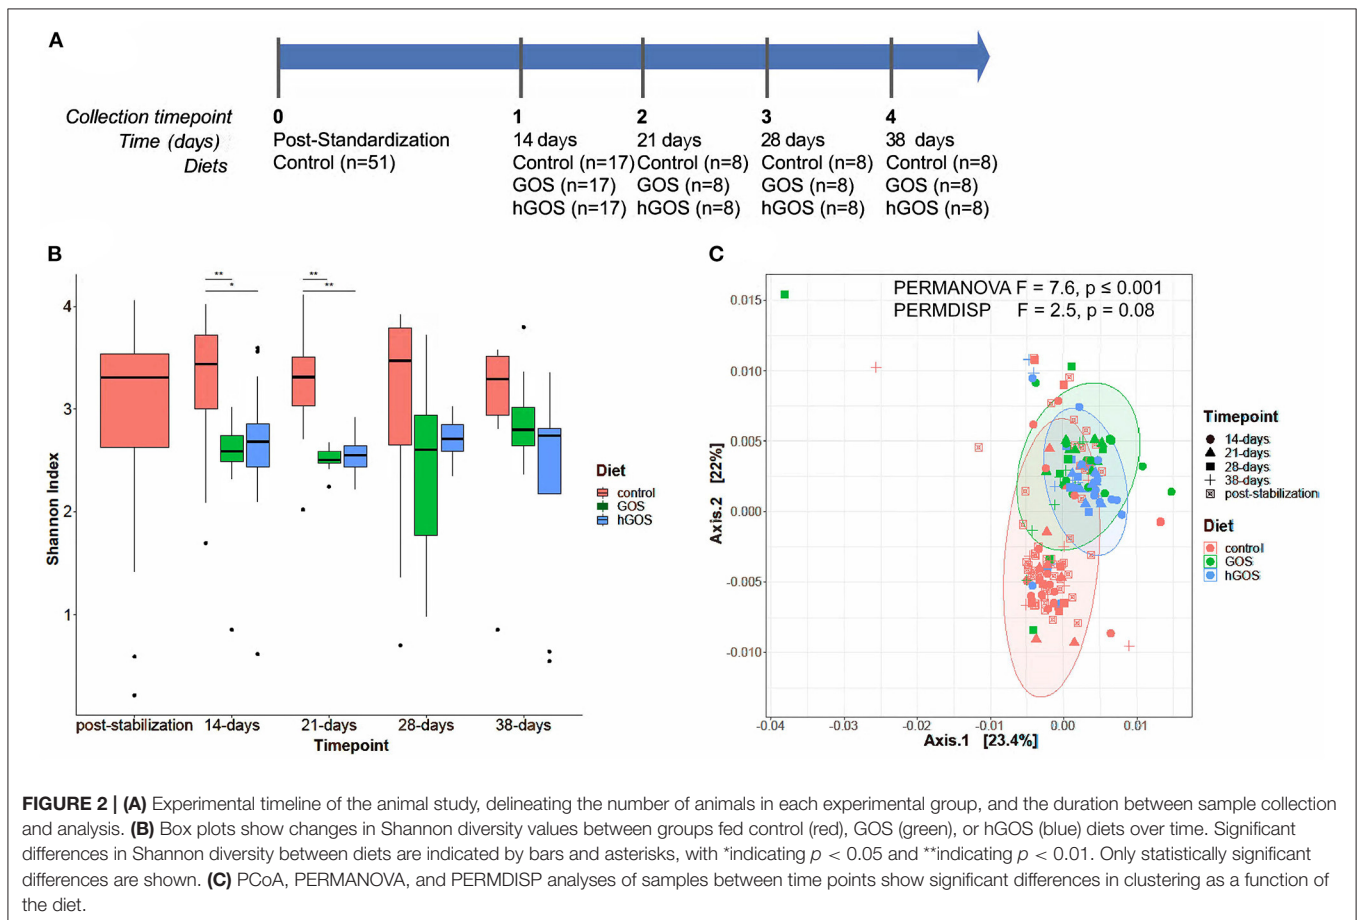 A
Collection timepoint 0 1 2 3 4
Time (days) Post-Standardization 14 days 21 days 28 days 38 days
Diets Control (n=51) Control (n=17) Control (n=8) Control (n=8) Control (n=8)
GOS (n=17) GOS (n=8) GOS (n=8) GOS (n=8)
hGOS (n=17) hGOS (n=8) hGOS (n=8) hGOS (n=8)
B
** **
* **
4
3
2
1
Shannon Index
post-stabilization 14-days 21-days 28-days 38-days
Timepoint
Diet
control
GOS
hGOS
C
PERMANOVA F = 7.6, p ≤ 0.001
PERMDISP F = 2.5, p = 0.08
0.015
0.010
0.005
0.000
-0.005
-0.010
Axis.2 [22%]
-0.04 -0.03 -0.02 -0.01 0.00 0.01
Axis.1 [23.4%]
Timepoint
14-days
21-days
28-days
38-days
post-stabilization
Diet
control
GOS
hGOS
FIGURE 2 | (A) Experimental timeline of the animal study, delineating the number of animals in each experimental group, and the duration between sample collection
and analysis. (B) Box plots show changes in Shannon diversity values between groups fed control (red), GOS (green), or hGOS (blue) diets over time. Significant
differences in Shannon diversity between diets are indicated by bars and asterisks, with *indicating p < 0.05 and **indicating p < 0.01. Only statistically significant
differences are shown. (C) PCoA, PERMANOVA, and PERMDISP analyses of samples between time points show significant differences in clustering as a function of
the diet.